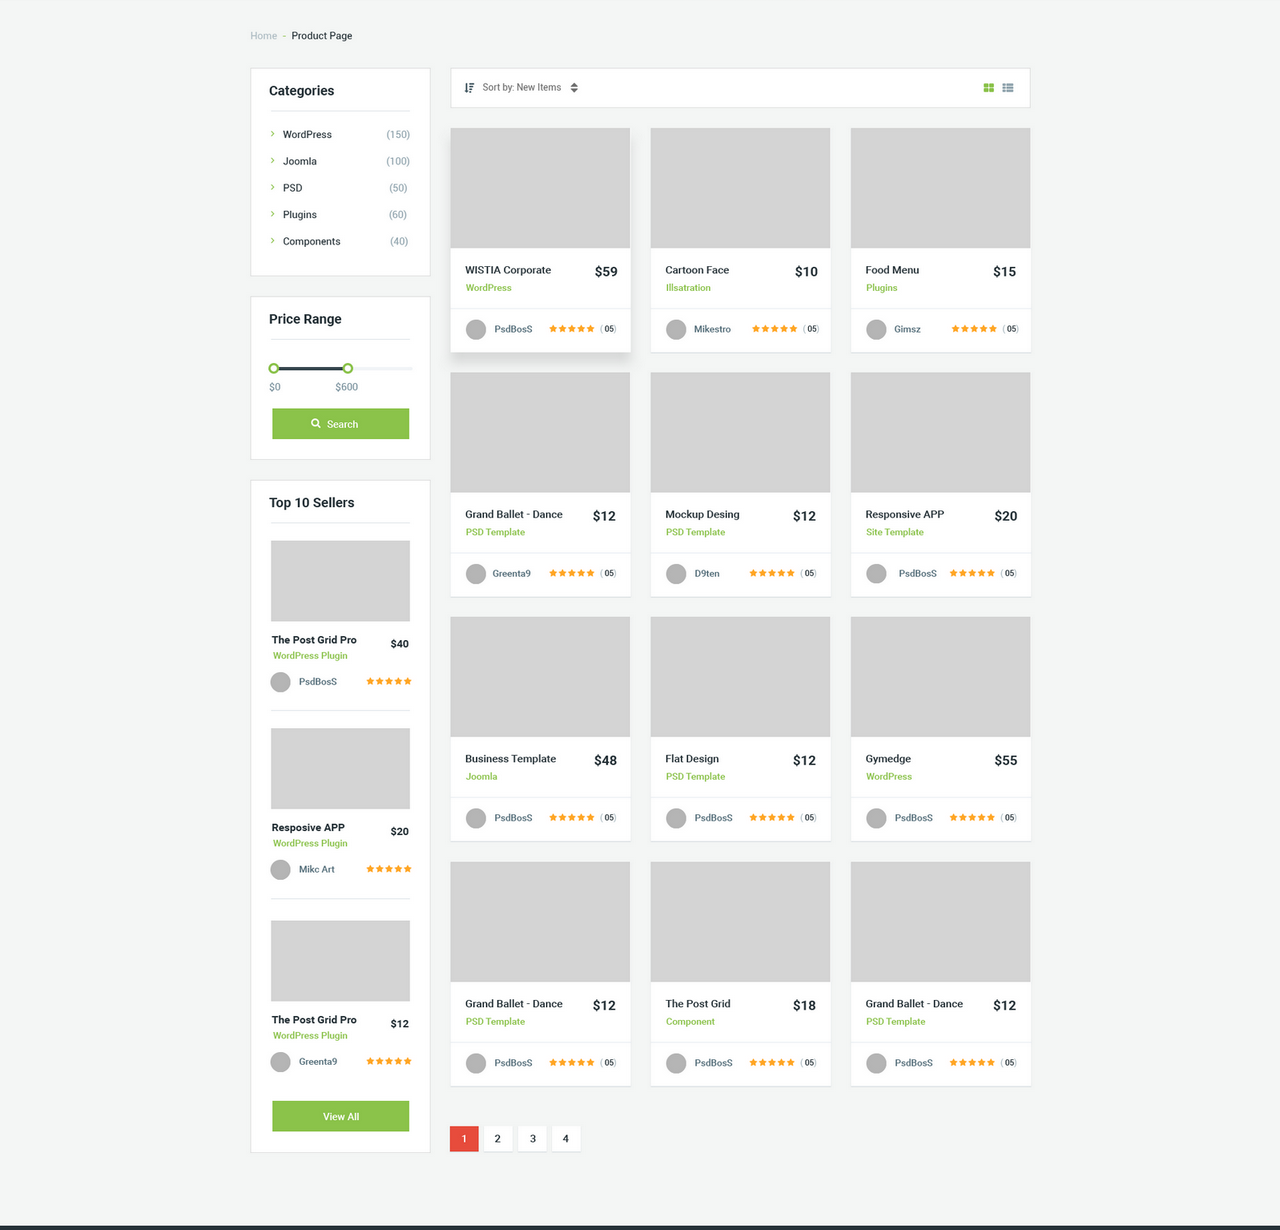 Home - Product Page
Categories
WordPress (150)
Joomla (100)
PSD (50)
Plugins (60)
Components (40)
Price Range
$0 $600
Search
Top 10 Sellers
The Post Grid Pro $40
WordPress Plugin
PsdBosS
Resposive APP $20
WordPress Plugin
Mikc Art
The Post Grid Pro $12
WordPress Plugin
Greenta9
View All
Sort by: New Items
WISTIA Corporate $59
WordPress
PsdBosS (05)
Cartoon Face $10
Illsatration
Mikestro (05)
Food Menu $15
Plugins
Gimsz (05)
Grand Ballet - Dance $12
PSD Template
Greenta9 (05)
Mockup Desing $12
PSD Template
D9ten (05)
Responsive APP $20
Site Template
PsdBosS (05)
Business Template $48
Joomla
PsdBosS (05)
Flat Design $12
PSD Template
PsdBosS (05)
Gymedge $55
WordPress
PsdBosS (05)
Grand Ballet - Dance $12
PSD Template
PsdBosS (05)
The Post Grid $18
Component
PsdBosS (05)
Grand Ballet - Dance $12
PSD Template
PsdBosS (05)
1 2 3 4